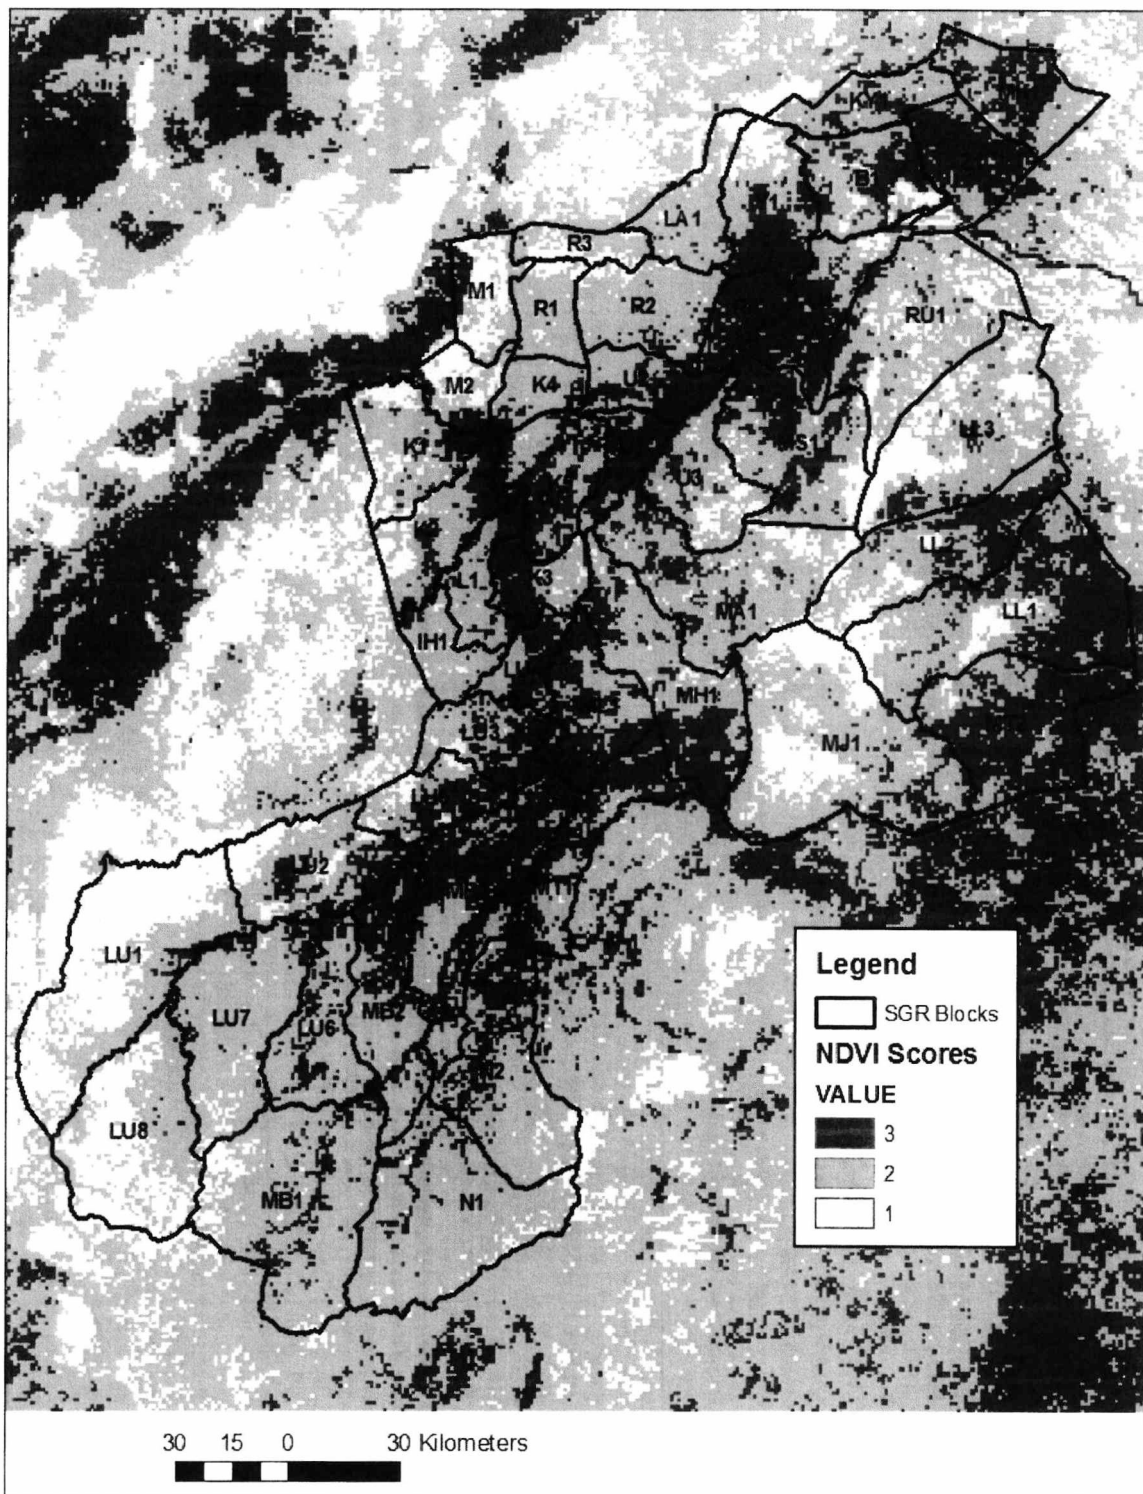 LA1
R3
M1
R1
R2
RU1
M2
K4
S1
LL3
U3
LL2
L1
K3
LL1
MA1
IH1
MH1
LU3
MJ1
LU2
MT1
LU1
LU7
MB2
LU6
LU8
MB1
N1
Legend
SGR Blocks
NDVI Scores
VALUE
3
2
1
30 15 0 30 Kilometers